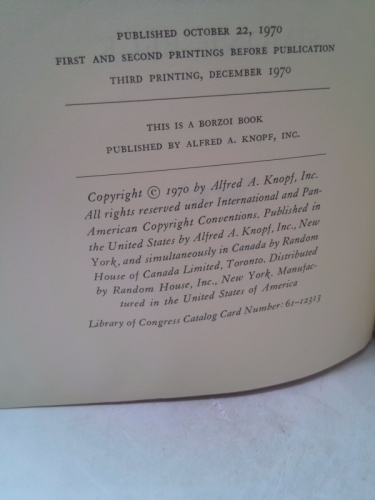 PUBLISHED OCTOBER 22, 1970
FIRST AND SECOND PRINTINGS BEFORE PUBLICATION
THIRD PRINTING, DECEMBER 1970
THIS IS A BORZOI BOOK
PUBLISHED BY ALFRED A. KNOPF, INC.
Copyright © 1970 by Alfred A. Knopf, Inc.
All rights reserved under International and Pan-
American Copyright Conventions. Published in
the United States by Alfred A. Knopf, Inc., New
York, and simultaneously in Canada by Random
House of Canada Limited, Toronto. Distributed
by Random House, Inc., New York. Manufac-
tured in the United States of America
Library of Congress Catalog Card Number: 61-12313